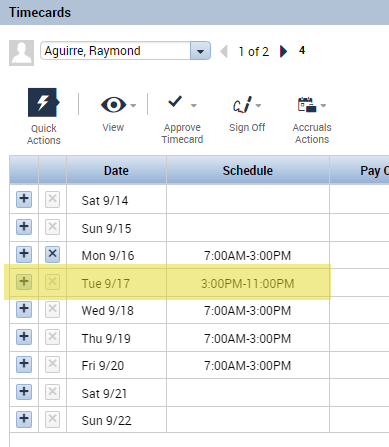 Timecards
Aguirre, Raymond
1 of 2
4
Quick Actions
View
Approve Timecard
Sign Off
Accruals Actions
Date Schedule Pay
Sat 9/14
Sun 9/15
Mon 9/16 7:00AM-3:00PM
Tue 9/17 3:00PM-11:00PM
Wed 9/18 7:00AM-3:00PM
Thu 9/19 7:00AM-3:00PM
Fri 9/20 7:00AM-3:00PM
Sat 9/21
Sun 9/22